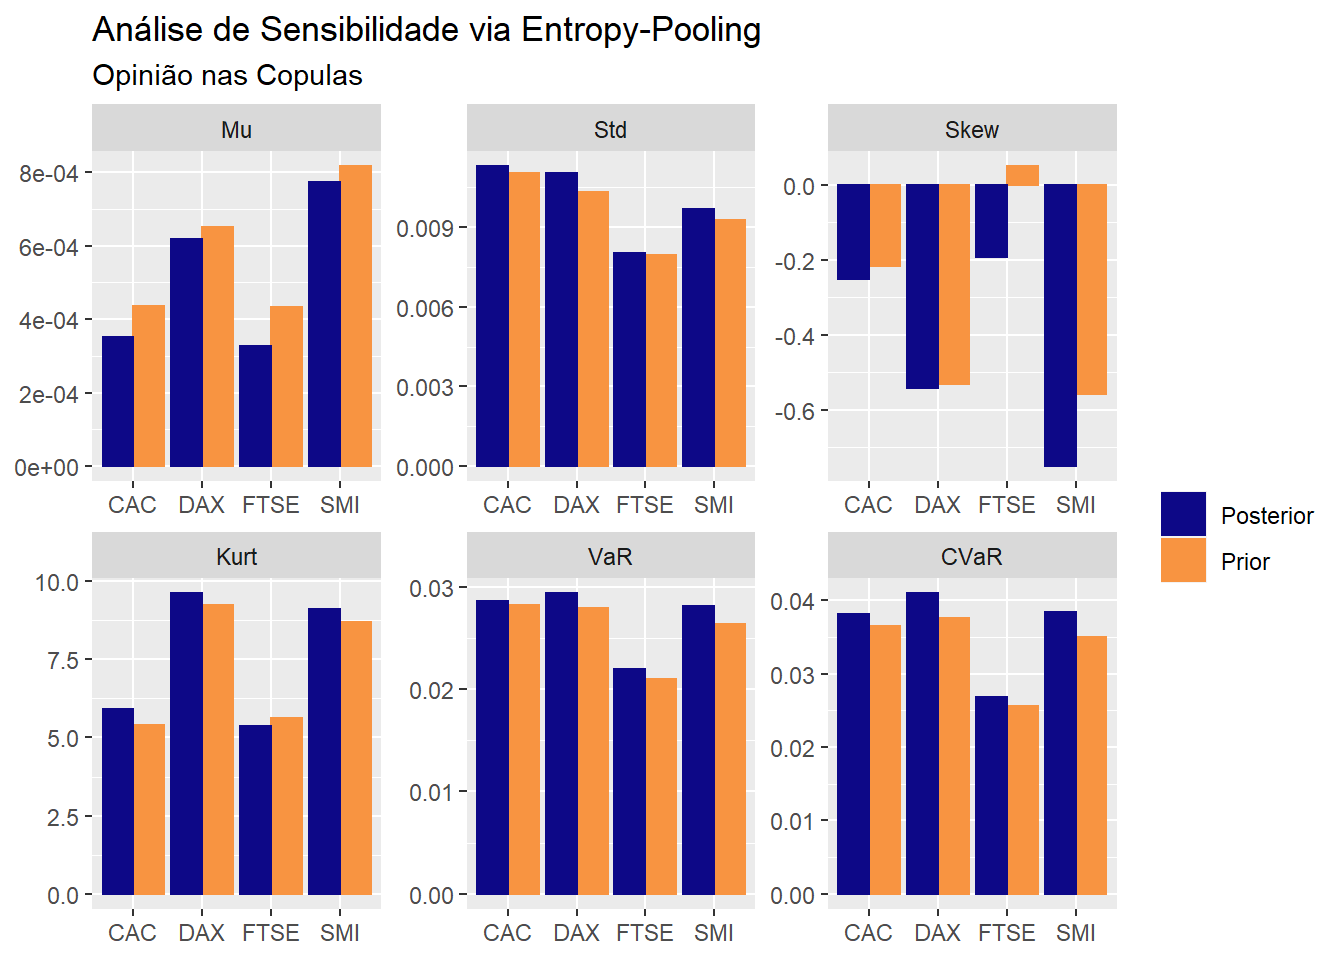 Análise de Sensibilidade via Entropy-Pooling
Opinião nas Copulas
Mu
Std
Skew
8e-04
6e-04
4e-04
2e-04
0e+00
0.009
0.006
0.003
0.000
0.0
-0.2
-0.4
-0.6
CAC DAX FTSE SMI
CAC DAX FTSE SMI
CAC DAX FTSE SMI
Kurt
VaR
CVaR
10.0
7.5
5.0
2.5
0.0
0.03
0.02
0.01
0.00
0.04
0.03
0.02
0.01
0.00
CAC DAX FTSE SMI
CAC DAX FTSE SMI
CAC DAX FTSE SMI
Posterior
Prior